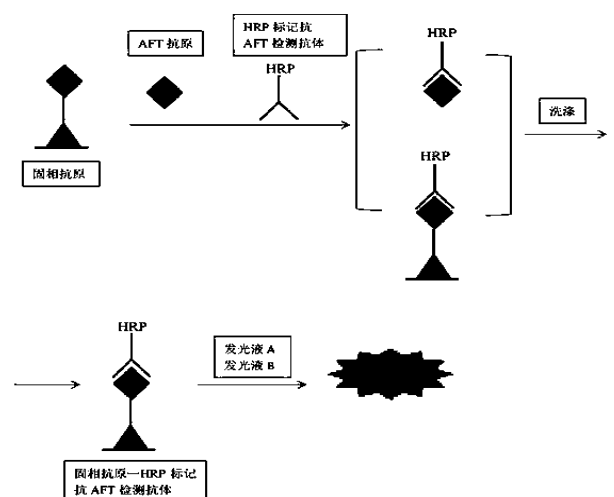 AFT 抗原
HRP 标记抗
AFT 检测抗体
HRP
固相抗原
HRP
HRP
洗涤
HRP
发光液 A
发光液 B
固相抗原—HRP 标记
抗 AFT 检测抗体